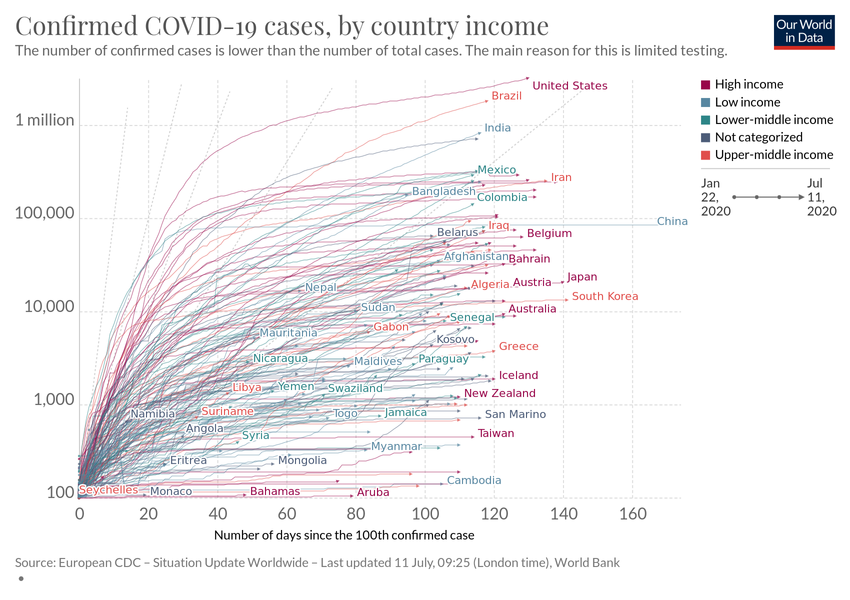 Confirmed COVID-19 cases, by country income
The number of confirmed cases is lower than the number of total cases. The main reason for this is limited testing.
Our World
in Data
High income
Low income
Lower-middle income
Not categorized
Upper-middle income
Jan
22,
2020
Jul
11,
2020
1 million
100,000
10,000
1,000
100
United States
Brazil
India
Mexico
Iran
Bangladesh
Colombia
China
Iraq
Belarus
Belgium
Afghanistan
Bahrain
Nepal
Algeria
Austria
Japan
South Korea
Sudan
Australia
Senegal
Gabon
Mauritania
Kosovo
Greece
Nicaragua
Maldives
Paraguay
Iceland
Libya
Yemen
Swaziland
New Zealand
Namibia
Suriname
Togo
Jamaica
San Marino
Angola
Syria
Taiwan
Myanmar
Eritrea
Mongolia
Cambodia
Seychelles
Monaco
Bahamas
Aruba
0
20
40
60
80
100
120
140
160
Number of days since the 100th confirmed case
Source: European CDC – Situation Update Worldwide – Last updated 11 July, 09:25 (London time), World Bank